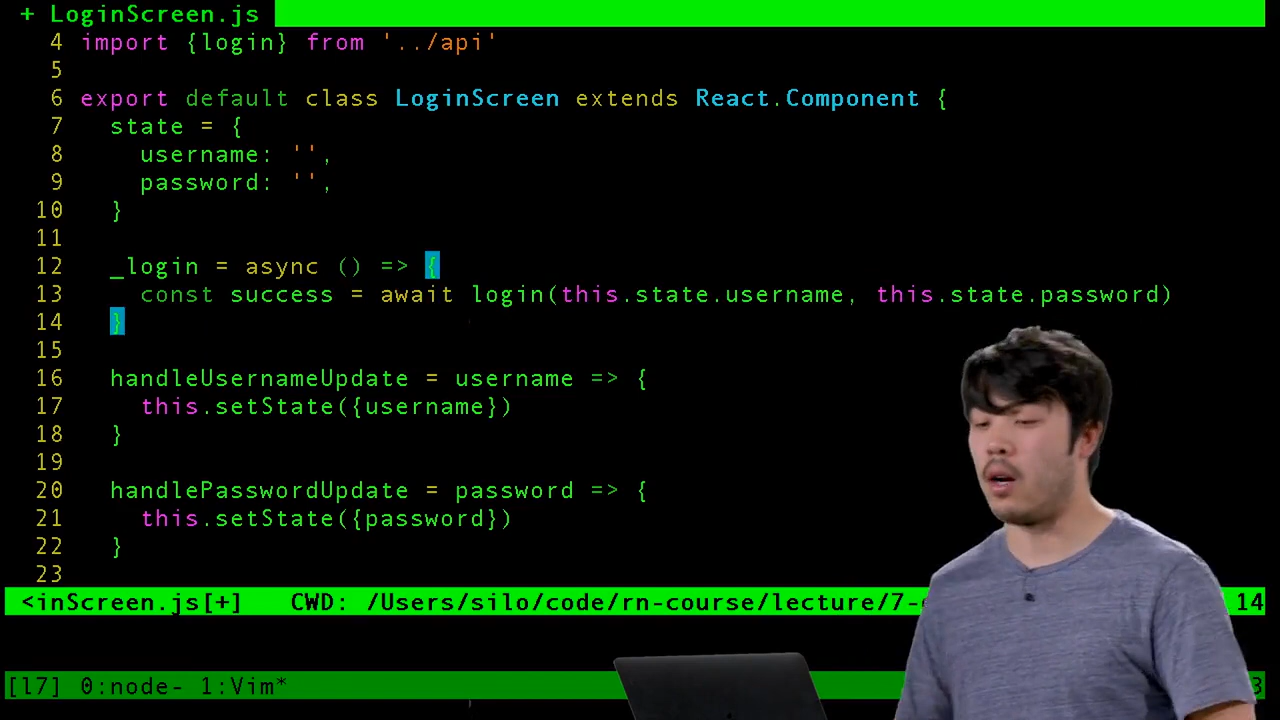 + LoginScreen.js
4 import {login} from '../api'
5
6 export default class LoginScreen extends React.Component {
7 state = {
8 username: '',
9 password: '',
10 }
11
12 _login = async () => {
13 const success = await login(this.state.username, this.state.password)
14 }
15
16 handleUsernameUpdate = username => {
17 this.setState({username})
18 }
19
20 handlePasswordUpdate = password => {
21 this.setState({password})
22 }
23
<inScreen.js[+] CWD: /Users/silo/code/rn-course/lecture/7- 14
[l7] 0:node- 1:Vim* 3